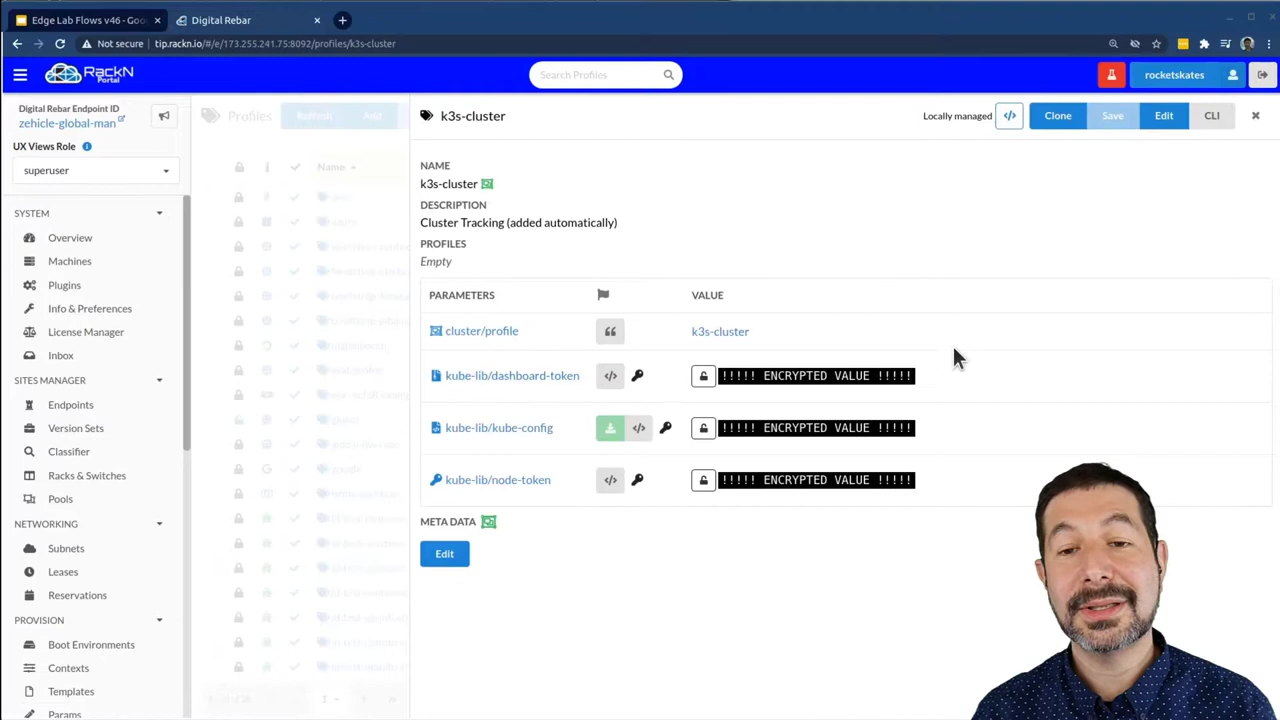 Edge Lab Flows v46 - Goo
Digital Rebar
Not secure
tip.rackn.io/#/e/173.255.241.75:8092/profiles/k3s-cluster
RackN
Portal
Search Profiles
rocketskates
Digital Rebar Endpoint ID
zehicle-global-man
UX Views Role
superuser
SYSTEM
Overview
Machines
Plugins
Info & Preferences
License Manager
Inbox
SITES MANAGER
Endpoints
Version Sets
Classifier
Racks & Switches
Pools
NETWORKING
Subnets
Leases
Reservations
PROVISION
Boot Environments
Contexts
Templates
Params
Profiles
Refresh
Add
Name
k3s-cluster
Locally managed
Clone
Save
Edit
CLI
NAME
k3s-cluster
DESCRIPTION
Cluster Tracking (added automatically)
PROFILES
Empty
PARAMETERS VALUE
cluster/profile k3s-cluster
kube-lib/dashboard-token !!!!! ENCRYPTED VALUE !!!!!
kube-lib/kube-config !!!!! ENCRYPTED VALUE !!!!!
kube-lib/node-token !!!!! ENCRYPTED VALUE !!!!!
META DATA
Edit